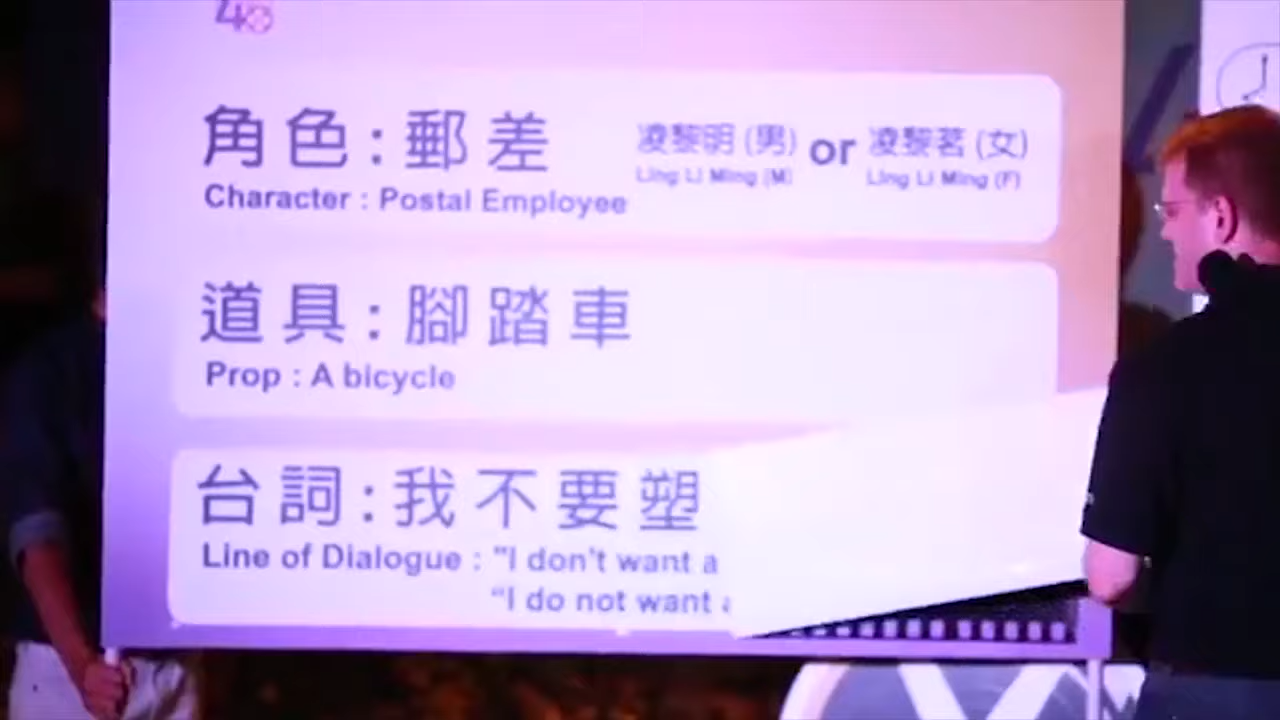 48
角色:郵差 凌黎明(男) or 凌黎茗(女)
Character : Postal Employee Ling Li Ming (M) Ling Li Ming (F)
道具:腳踏車
Prop : A bicycle
台詞:我不要塑
Line of Dialogue : "I don't want a
“I do not want a